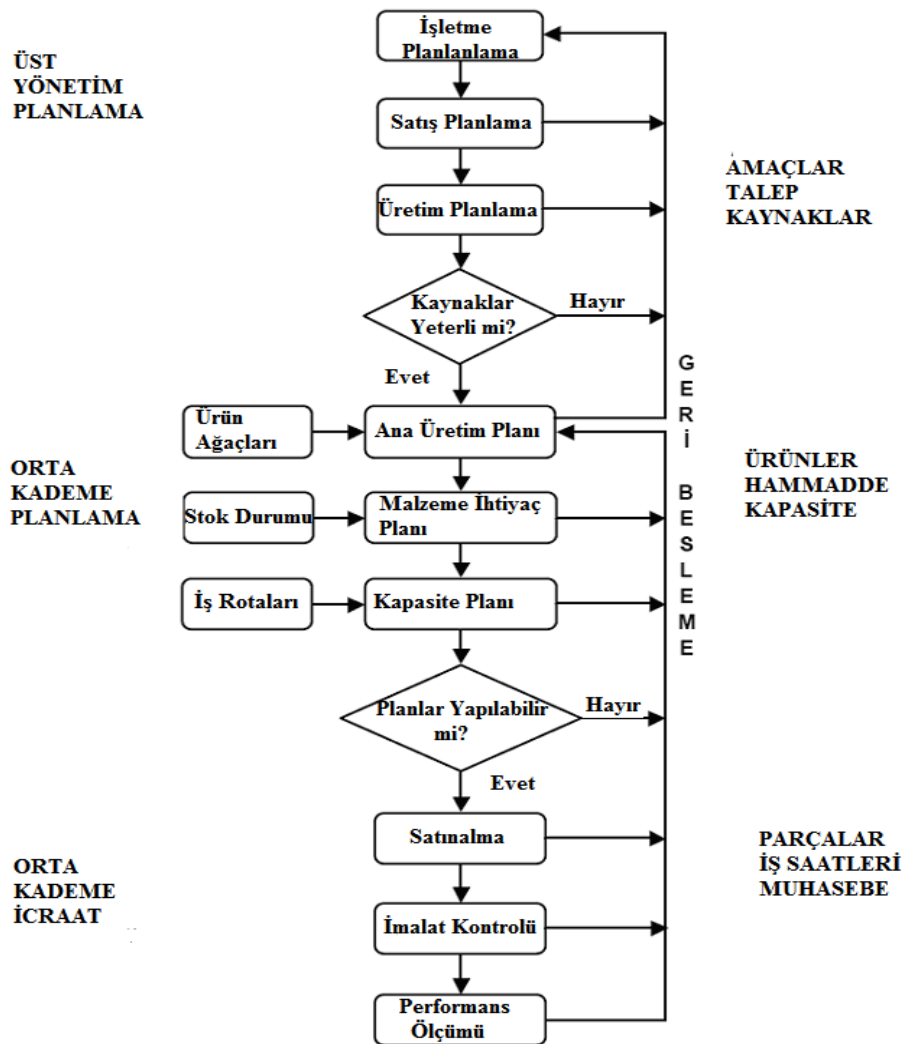 İşletme
Planlanlama
ÜST
YÖNETİM
PLANLAMA
Satış Planlama
AMAÇLAR
TALEP
KAYNAKLAR
Üretim Planlama
Kaynaklar
Yeterli mi?
Hayır
Evet
GERİ BESLEME
Ürün
Ağaçları
Ana Üretim Planı
ORTA
KADEME
PLANLAMA
ÜRÜNLER
HAMMADDE
KAPASİTE
Stok Durumu
Malzeme İhtiyaç
Planı
İş Rotaları
Kapasite Planı
Planlar Yapılabilir
mi?
Hayır
Evet
Satınalma
ORTA
KADEME
İCRAAT
PARÇALAR
İŞ SAATLERİ
MUHASEBE
İmalat Kontrolü
Performans
Ölçümü